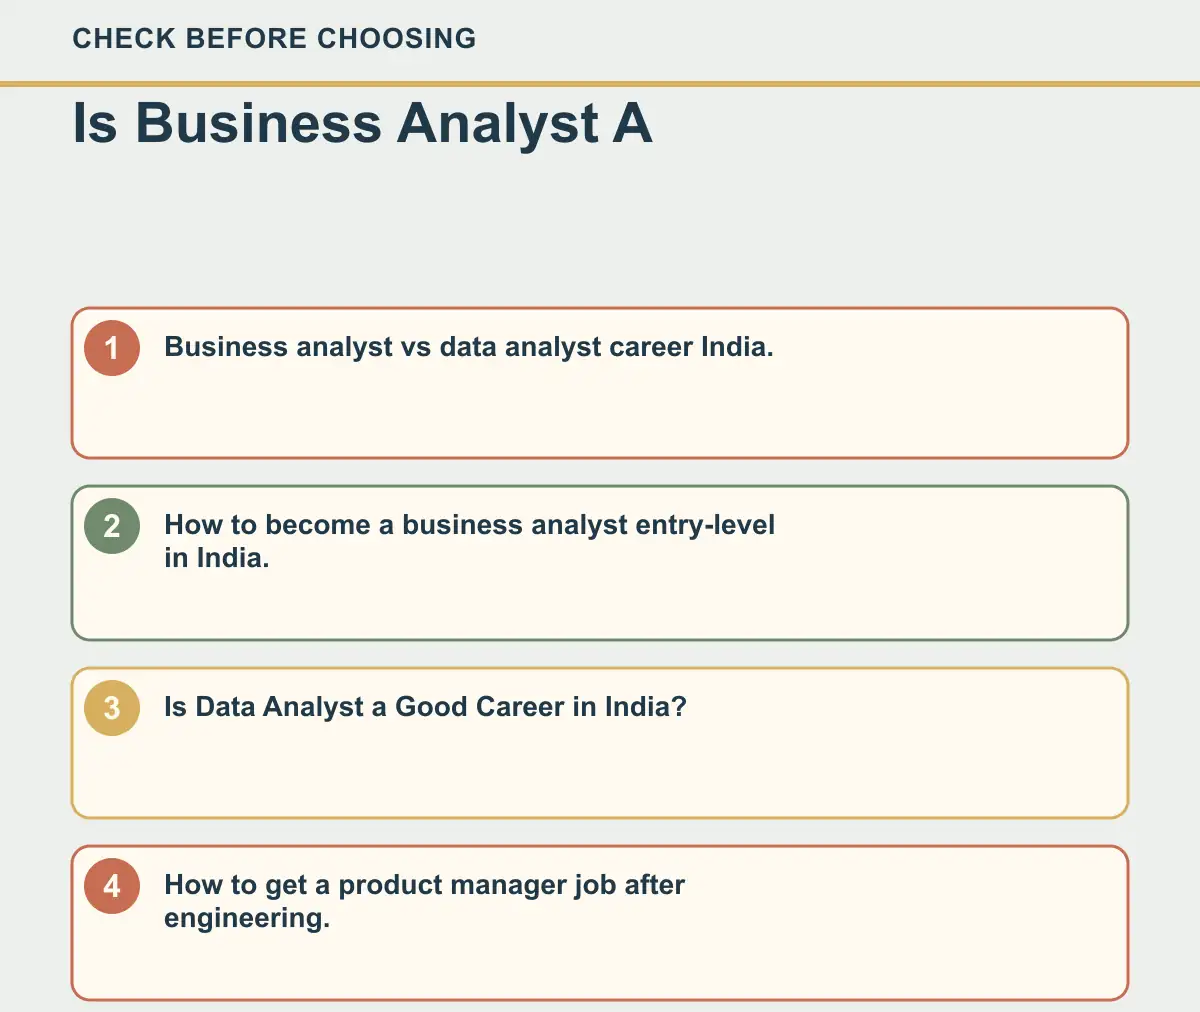 CHECK BEFORE CHOOSING
Is Business Analyst A
1 Business analyst vs data analyst career India.
2 How to become a business analyst entry-level
in India.
3 Is Data Analyst a Good Career in India?
4 How to get a product manager job after
engineering.